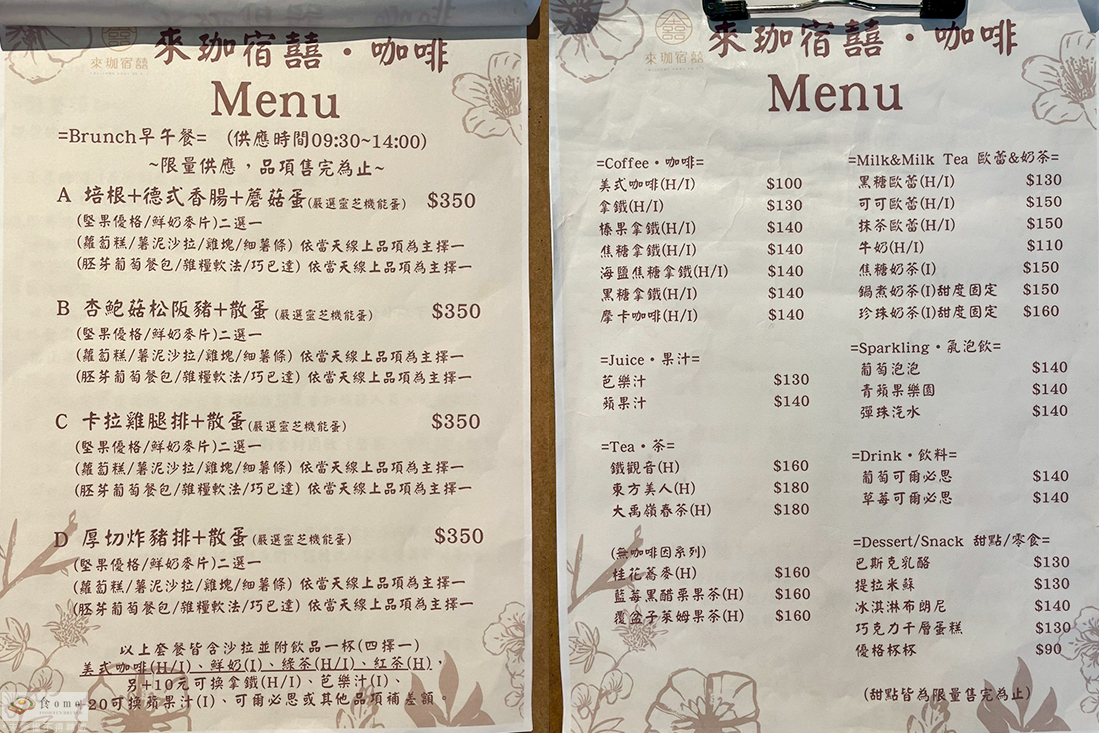 來珈宿囍
來珈宿囍・咖啡
Menu
=Brunch早午餐= (供應時間09:30~14:00)
~限量供應，品項售完為止~
A 培根+德式香腸+蘑菇蛋(嚴選靈芝機能蛋) $350
(堅果優格/鮮奶麥片)二選一
(蘿蔔糕/薯泥沙拉/雞塊/細薯條) 依當天線上品項為主擇一
(胚芽葡萄餐包/雜糧軟法/巧巴達) 依當天線上品項為主擇一
B 杏鮑菇松阪豬+散蛋(嚴選靈芝機能蛋) $350
(堅果優格/鮮奶麥片)二選一
(蘿蔔糕/薯泥沙拉/雞塊/細薯條) 依當天線上品項為主擇一
(胚芽葡萄餐包/雜糧軟法/巧巴達) 依當天線上品項為主擇一
C 卡拉雞腿排+散蛋(嚴選靈芝機能蛋) $350
(堅果優格/鮮奶麥片)二選一
(蘿蔔糕/薯泥沙拉/雞塊/細薯條) 依當天線上品項為主擇一
(胚芽葡萄餐包/雜糧軟法/巧巴達) 依當天線上品項為主擇一
D 厚切炸豬排+散蛋(嚴選靈芝機能蛋) $350
(堅果優格/鮮奶麥片)二選一
(蘿蔔糕/薯泥沙拉/雞塊/細薯條) 依當天線上品項為主擇一
(胚芽葡萄餐包/雜糧軟法/巧巴達) 依當天線上品項為主擇一
以上套餐皆含沙拉並附飲品一杯(四擇一)
美式咖啡(H/I)、鮮奶(I)、綠茶(H/I)、紅茶(H)，
另+10元可換拿鐵(H/I)、芭樂汁(I)、
20可換蘋果汁(I)、可爾必思或其他品項補差額。
食omo
來珈宿囍
來珈宿囍・咖啡
Menu
=Coffee・咖啡=
美式咖啡(H/I) $100
拿鐵(H/I) $130
榛果拿鐵(H/I) $140
焦糖拿鐵(H/I) $140
海鹽焦糖拿鐵(H/I) $140
黑糖拿鐵(H/I) $140
摩卡咖啡(H/I) $140
=Juice・果汁=
芭樂汁 $130
蘋果汁 $140
=Tea・茶=
鐵觀音(H) $160
東方美人(H) $180
大禹嶺春茶(H) $180
(無咖啡因系列)
桂花蕎麥(H) $160
藍莓黑醋栗果茶(H) $160
覆盆子萊姆果茶(H) $160
=Milk&Milk Tea 歐蕾&奶茶=
黑糖歐蕾(H/I) $130
可可歐蕾(H/I) $150
抹茶歐蕾(H/I) $150
牛奶(H/I) $110
焦糖奶茶(I) $150
鍋煮奶茶(I)甜度固定 $150
珍珠奶茶(I)甜度固定 $160
=Sparkling・氣泡飲=
葡萄泡泡 $140
青蘋果樂園 $140
彈珠汽水 $140
=Drink・飲料=
葡萄可爾必思 $140
草莓可爾必思 $140
=Dessert/Snack 甜點/零食=
巴斯克乳酪 $130
提拉米蘇 $130
冰淇淋布朗尼 $140
巧克力千層蛋糕 $130
優格杯杯 $90
(甜點皆為限量售完為止)